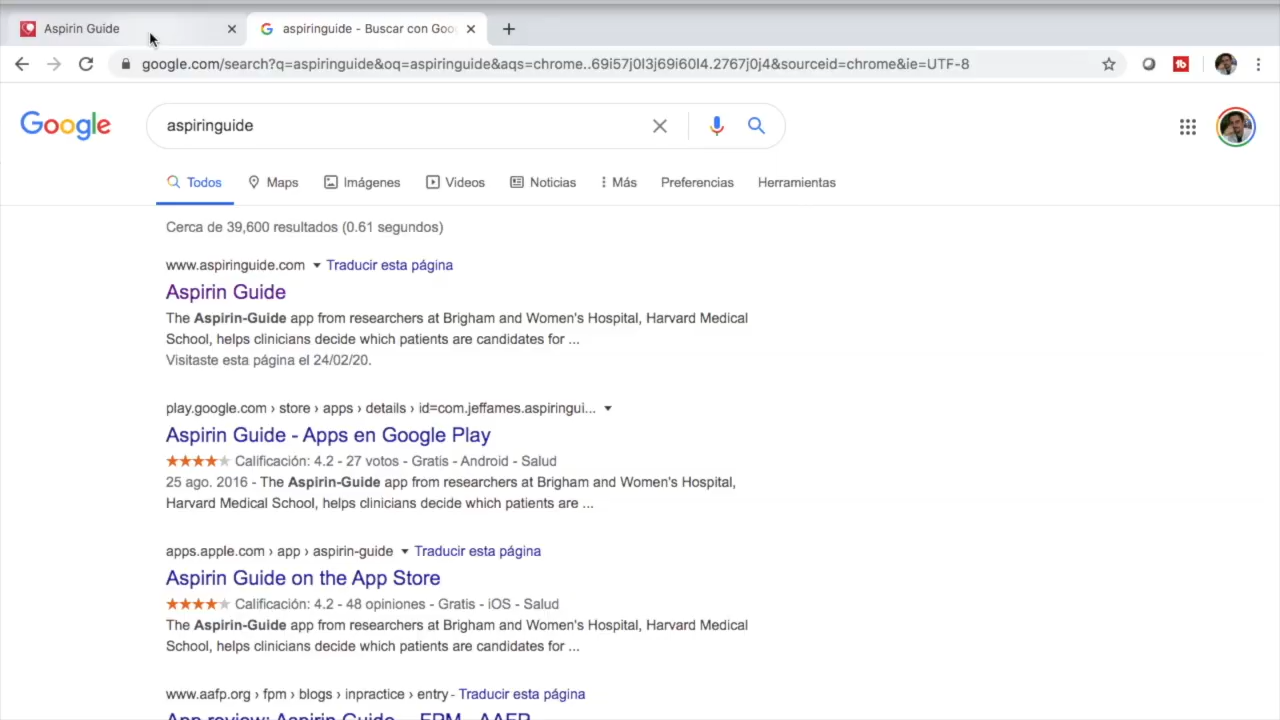 Aspirin Guide
aspiringuide - Buscar con Goo
google.com/search?q=aspiringuide&oq=aspiringuide&aqs=chrome..69i57j0l3j69i60l4.2767j0j4&sourceid=chrome&ie=UTF-8
Google
aspiringuide
Todos Maps Imágenes Videos Noticias Más Preferencias Herramientas
Cerca de 39,600 resultados (0.61 segundos)
www.aspiringuide.com Traducir esta página
Aspirin Guide
The Aspirin-Guide app from researchers at Brigham and Women's Hospital, Harvard Medical
School, helps clinicians decide which patients are candidates for ...
Visitaste esta página el 24/02/20.
play.google.com › store › apps › details › id=com.jeffames.aspiringui...
Aspirin Guide - Apps en Google Play
Calificación: 4.2 - 27 votos - Gratis - Android - Salud
25 ago. 2016 - The Aspirin-Guide app from researchers at Brigham and Women's Hospital,
Harvard Medical School, helps clinicians decide which patients are ...
apps.apple.com › app › aspirin-guide Traducir esta página
Aspirin Guide on the App Store
Calificación: 4.2 - 48 opiniones - Gratis - iOS - Salud
The Aspirin-Guide app from researchers at Brigham and Women's Hospital, Harvard Medical
School, helps clinicians decide which patients are candidates for ...
www.aafp.org › fpm › blogs › inpractice › entry - Traducir esta página
App review: Aspirin Guide -- FPM - AAFP